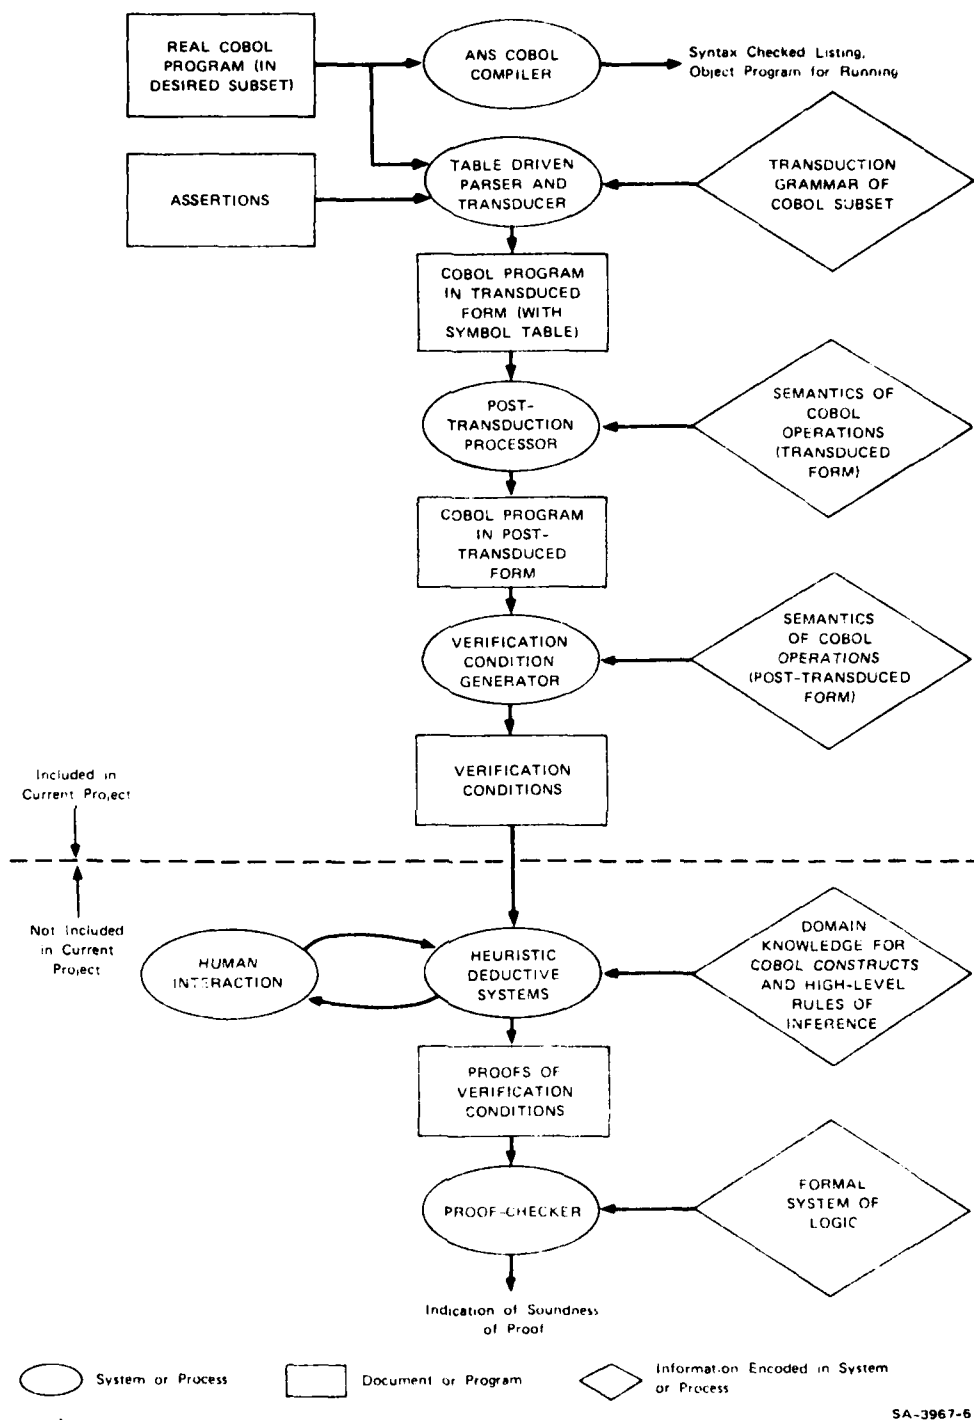 REAL COBOL
PROGRAM (IN
DESIRED SUBSET)
ANS COBOL
COMPILER
Syntax Checked Listing,
Object Program for Running
ASSERTIONS
TABLE DRIVEN
PARSER AND
TRANSDUCER
TRANSDUCTION
GRAMMAR OF
COBOL SUBSET
COBOL PROGRAM
IN TRANSDUCED
FORM (WITH
SYMBOL TABLE)
POST-
TRANSDUCTION
PROCESSOR
SEMANTICS OF
COBOL
OPERATIONS
(TRANSDUCED
FORM)
COBOL PROGRAM
IN POST-
TRANSDUCED
FORM
VERIFICATION
CONDITION
GENERATOR
SEMANTICS
OF COBOL
OPERATIONS
(POST-TRANSDUCED
FORM)
VERIFICATION
CONDITIONS
Included in
Current Project
Not Included
in Current
Project
HUMAN
INTERACTION
HEURISTIC
DEDUCTIVE
SYSTEMS
DOMAIN
KNOWLEDGE FOR
COBOL CONSTRUCTS
AND HIGH-LEVEL
RULES OF
INFERENCE
PROOFS OF
VERIFICATION
CONDITIONS
PROOF-CHECKER
FORMAL
SYSTEM OF
LOGIC
Indication of Soundness
of Proof
System or Process
Document or Program
Information Encoded in System
or Process
SA-3967-6